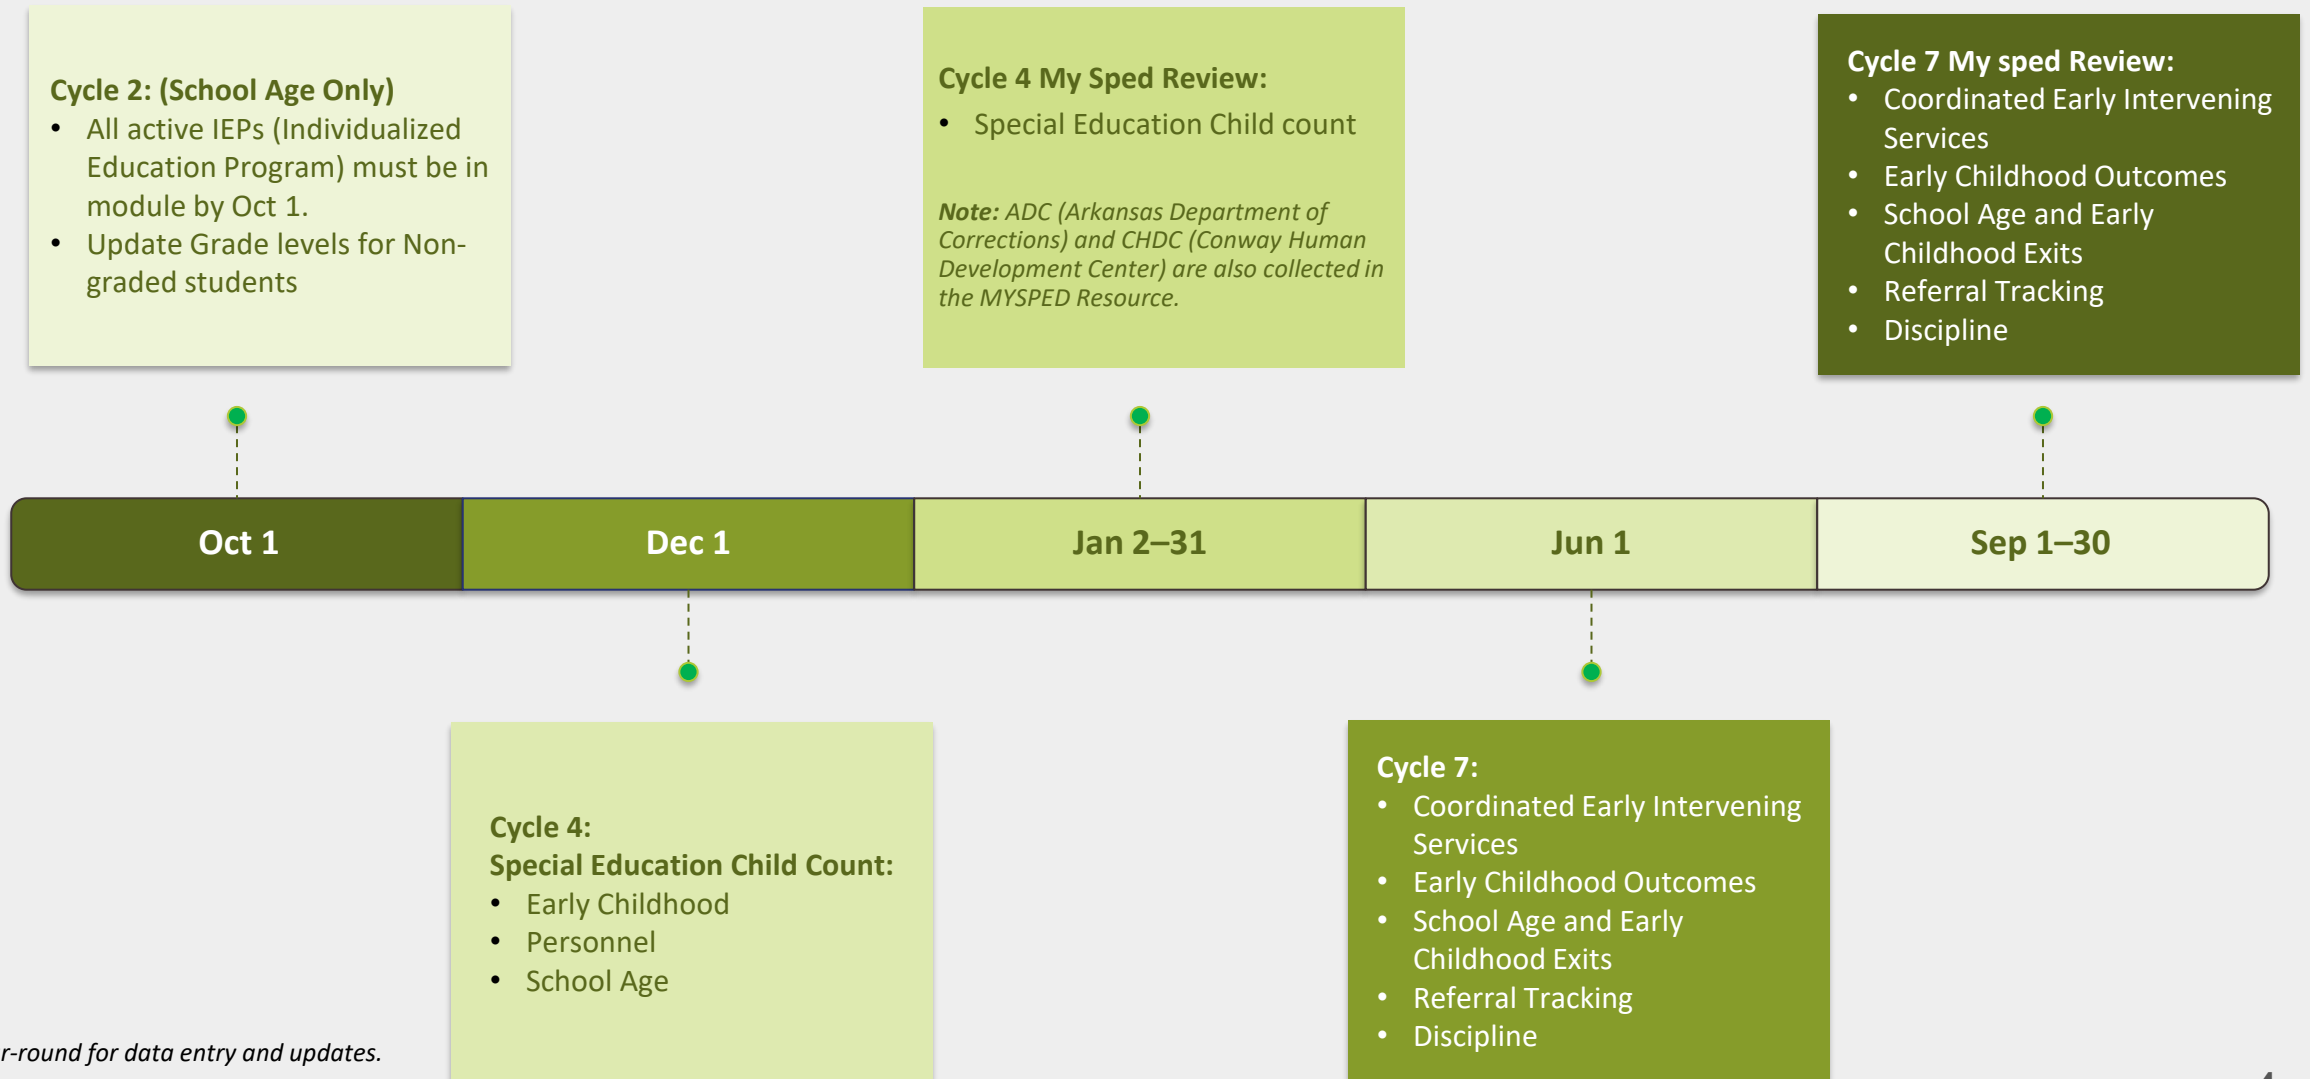 Cycle 2: (School Age Only)
• All active IEPs (Individualized
Education Program) must be in
module by Oct 1.
• Update Grade levels for Non-
graded students
Cycle 4 My Sped Review:
• Special Education Child count
Note: ADC (Arkansas Department of
Corrections) and CHDC (Conway Human
Development Center) are also collected in
the MYSPED Resource.
Cycle 7 My sped Review:
• Coordinated Early Intervening
Services
• Early Childhood Outcomes
• School Age and Early
Childhood Exits
• Referral Tracking
• Discipline
Oct 1
Dec 1
Jan 2–31
Jun 1
Sep 1–30
Cycle 4:
Special Education Child Count:
• Early Childhood
• Personnel
• School Age
Cycle 7:
• Coordinated Early Intervening
Services
• Early Childhood Outcomes
• School Age and Early
Childhood Exits
• Referral Tracking
• Discipline
r-round for data entry and updates.